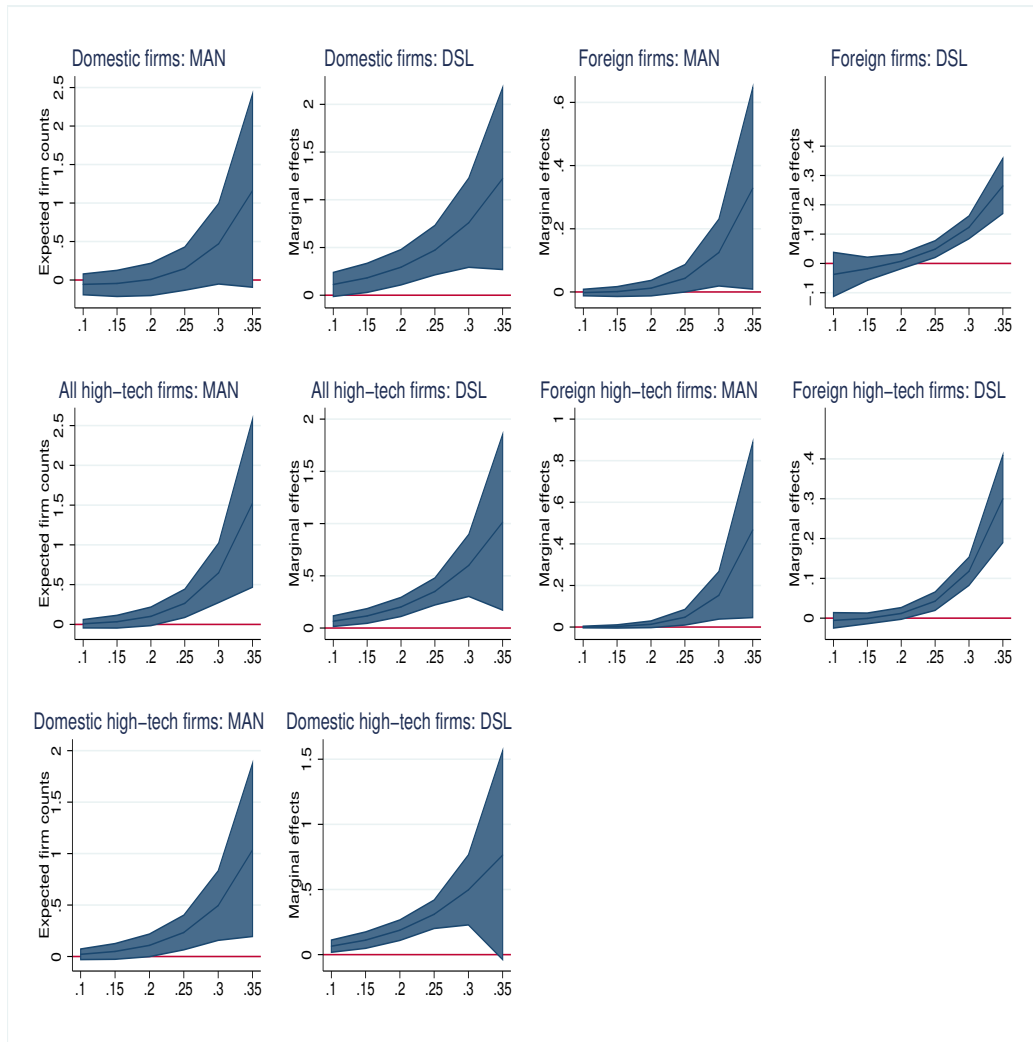 Domestic firms: MAN
Expected firm counts
0 .5 1 1.5 2 2.5
.1 .15 .2 .25 .3 .35
Domestic firms: DSL
Marginal effects
0 .5 1 1.5 2
.1 .15 .2 .25 .3 .35
Foreign firms: MAN
Marginal effects
0 .2 .4 .6
.1 .15 .2 .25 .3 .35
Foreign firms: DSL
Marginal effects
−.1 0 .1 .2 .3 .4
.1 .15 .2 .25 .3 .35
All high−tech firms: MAN
Expected firm counts
0 .5 1 1.5 2 2.5
.1 .15 .2 .25 .3 .35
All high−tech firms: DSL
Marginal effects
0 .5 1 1.5 2
.1 .15 .2 .25 .3 .35
Foreign high−tech firms: MAN
Marginal effects
0 .2 .4 .6 .8 1
.1 .15 .2 .25 .3 .35
Foreign high−tech firms: DSL
Marginal effects
0 .1 .2 .3 .4
.1 .15 .2 .25 .3 .35
Domestic high−tech firms: MAN
Expected firm counts
0 .5 1 1.5 2
.1 .15 .2 .25 .3 .35
Domestic high−tech firms: DSL
Marginal effects
0 .5 1 1.5
.1 .15 .2 .25 .3 .35